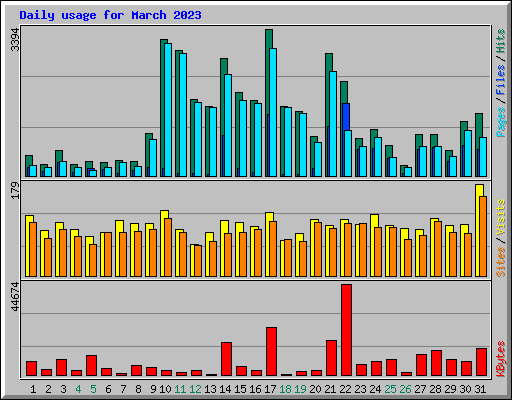 Daily usage for March 2023
3394
Pages/Files/Hits
179
Sites/Visits
44674
KBytes
1 2 3 4 5 6 7 8 9 10 11 12 13 14 15 16 17 18 19 20 21 22 23 24 25 26 27 28 29 30 31